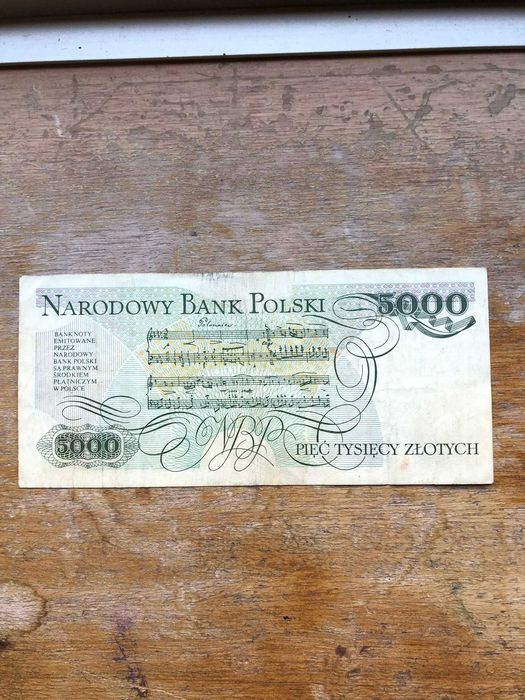 NARODOWY BANK POLSKI
5000
Polonaise
BANKNOTY
EMITOWANE
PRZEZ
NARODOWY
BANK POLSKI
SĄ PRAWNYM
ŚRODKIEM
PŁATNICZYM
W POLSCE
5000
NBP
PIĘĆ TYSIĘCY ZŁOTYCH